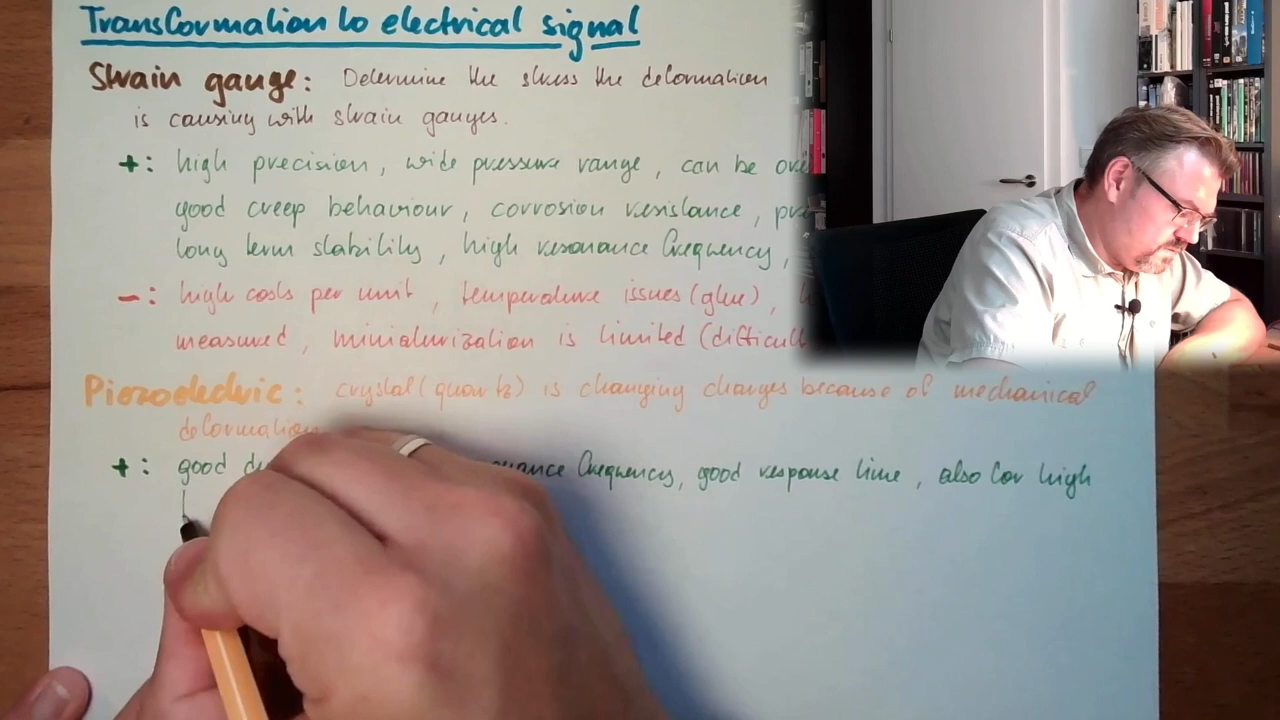 Transformation to electrical signal
Strain gauge: Determine the stress the deformation
is causing with strain gauges.
+: high precision, wide pressure range, can be
good creep behaviour, corrosion resistance,
long term stability, high resonance frequency,
-: high costs per unit, temperature issues (glue),
measured, miniaturization is limited (difficult
Piezoelectric: crystal (quartz) is changing charges because of mechanical
deformation
+: good frequency, good response time, also for high